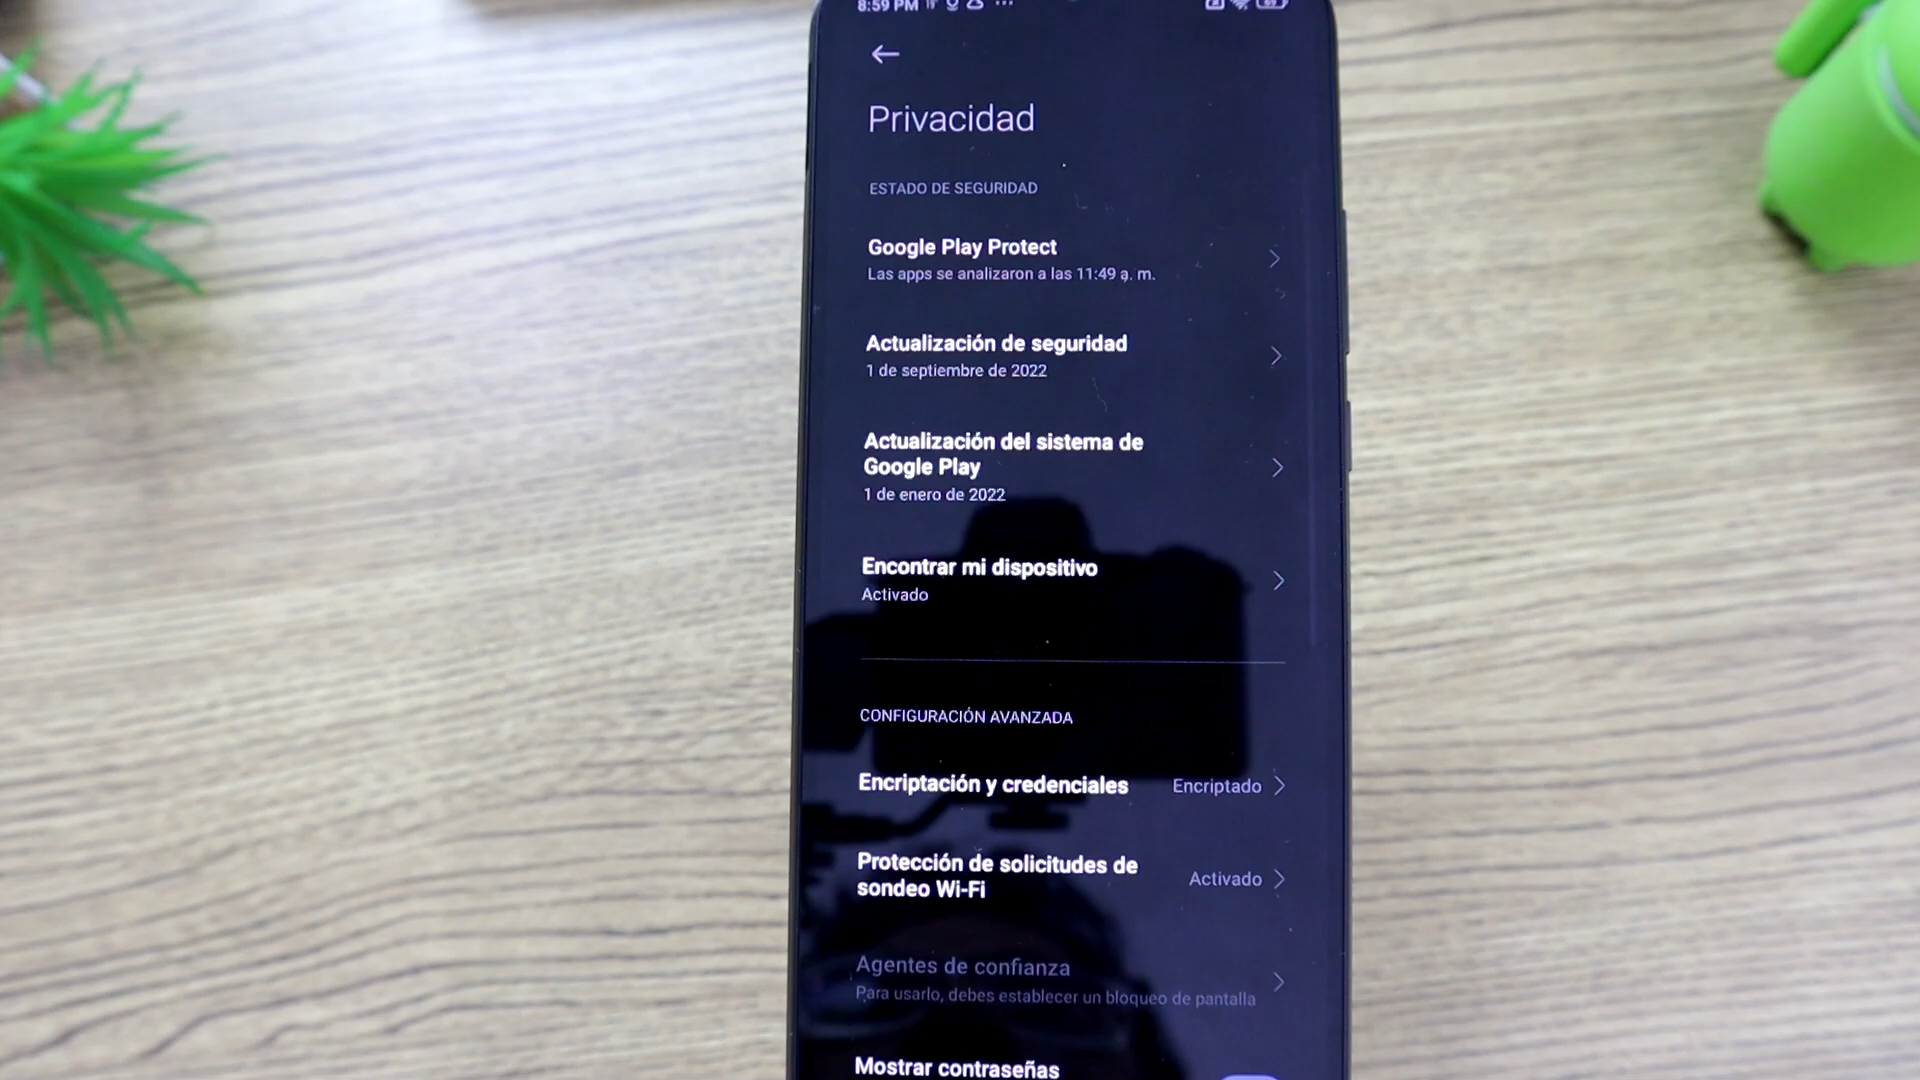 8:59 PM
Privacidad
ESTADO DE SEGURIDAD
Google Play Protect
Las apps se analizaron a las 11:49 a. m.
Actualización de seguridad
1 de septiembre de 2022
Actualización del sistema de
Google Play
1 de enero de 2022
Encontrar mi dispositivo
Activado
CONFIGURACIÓN AVANZADA
Encriptación y credenciales Encriptado
Protección de solicitudes de
sondeo Wi-Fi
Activado
Agentes de confianza
Para usarlo, debes establecer un bloqueo de pantalla
Mostrar contraseñas